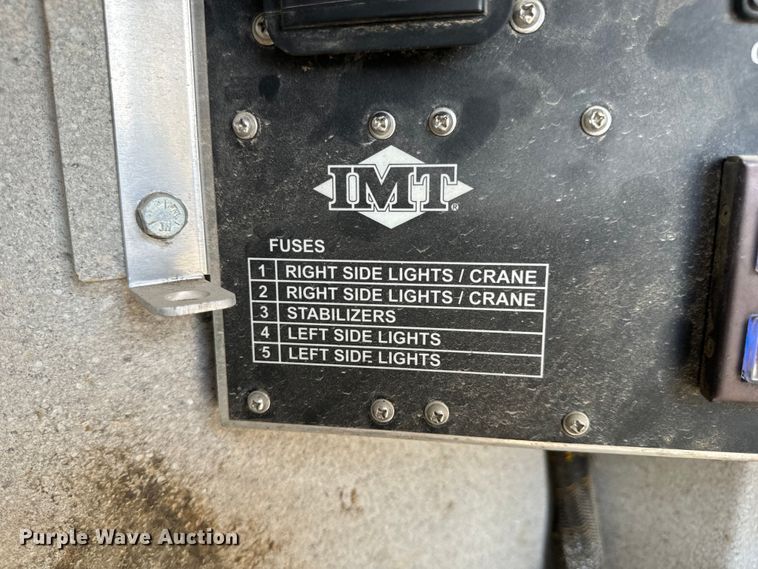 IMT®
FUSES
1 RIGHT SIDE LIGHTS / CRANE
2 RIGHT SIDE LIGHTS / CRANE
3 STABILIZERS
4 LEFT SIDE LIGHTS
5 LEFT SIDE LIGHTS
Purple Wave Auction